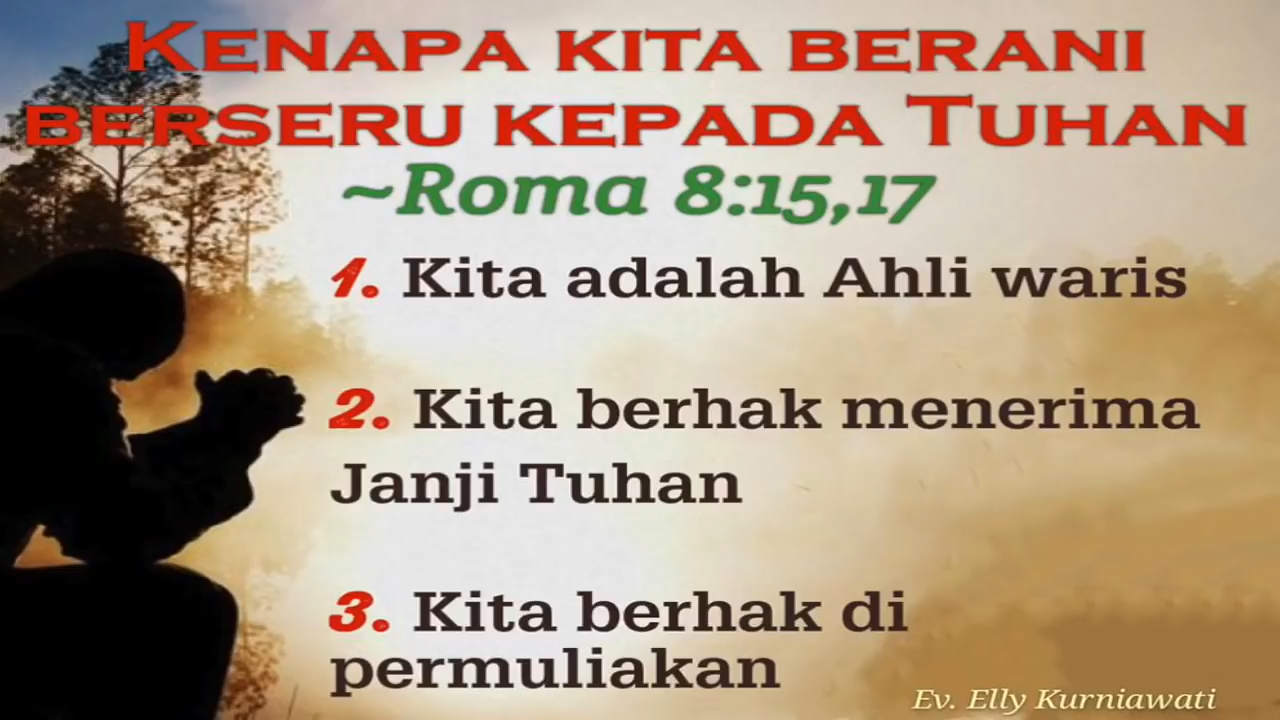 Kenapa kita berani
berseru kepada Tuhan
~Roma 8:15,17
1. Kita adalah Ahli waris
2. Kita berhak menerima
Janji Tuhan
3. Kita berhak di
permuliakan
Ev. Elly Kurniawati